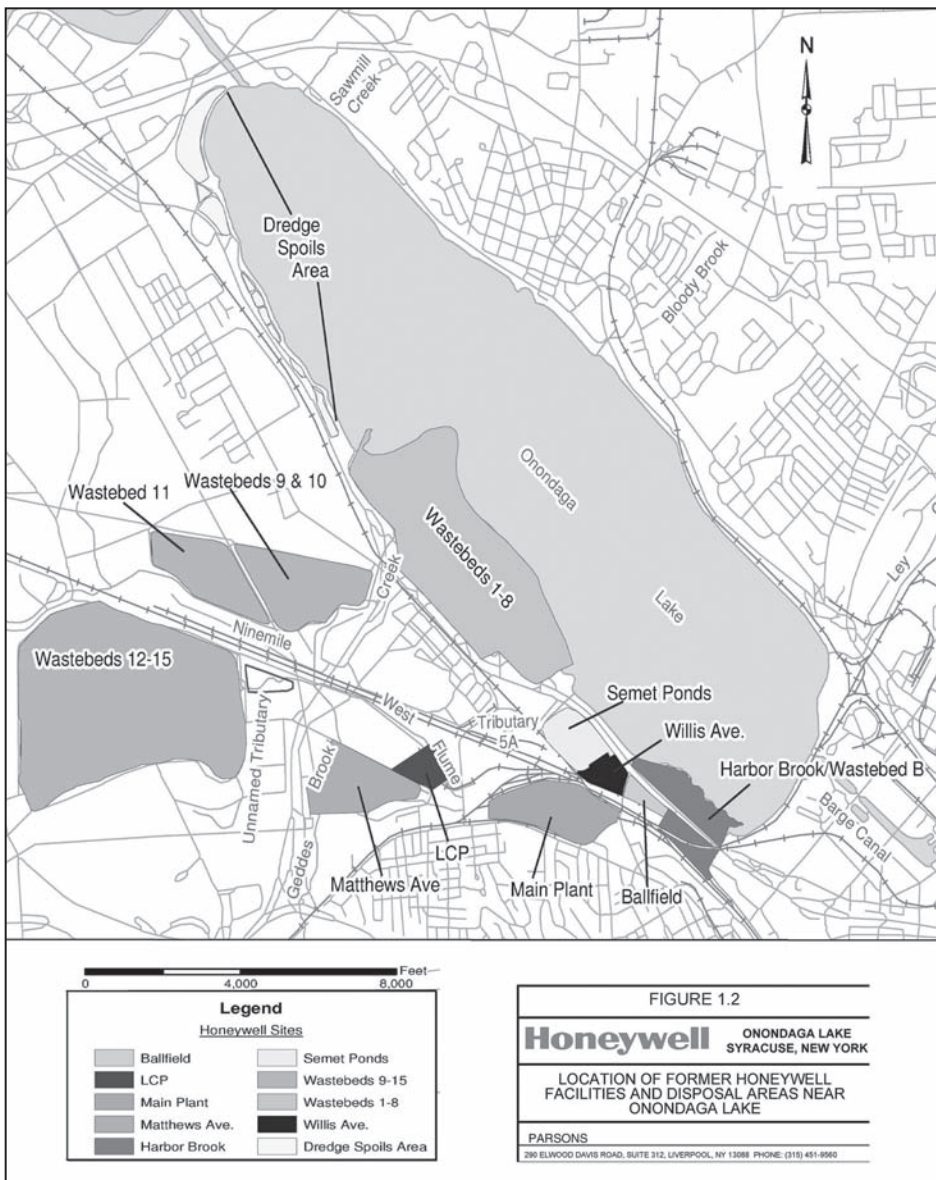 N
Sawmill
Creek
Dredge
Spoils
Area
Bloody Brook
Onondaga
Lake
Ley
Wastebed 11
Wastebeds 9 & 10
Wastebeds 1-8
Creek
Ninemile
Wastebeds 12-15
West
Flume
Tributary
5A
Semet Ponds
Willis Ave.
Harbor Brook/Wastebed B
Barge Canal
Unnamed Tributary
Geddes
Brook
LCP
Matthews Ave
Main Plant
Ballfield
Feet
0
4,000
8,000
Legend
Honeywell Sites
Ballfield
LCP
Main Plant
Matthews Ave.
Harbor Brook
Semet Ponds
Wastebeds 9-15
Wastebeds 1-8
Willis Ave.
Dredge Spoils Area
FIGURE 1.2
Honeywell
ONONDAGA LAKE
SYRACUSE, NEW YORK
LOCATION OF FORMER HONEYWELL
FACILITIES AND DISPOSAL AREAS NEAR
ONONDAGA LAKE
PARSONS
290 ELWOOD DAVIS ROAD, SUITE 312, LIVERPOOL, NY 13088 PHONE: (315) 451-9560